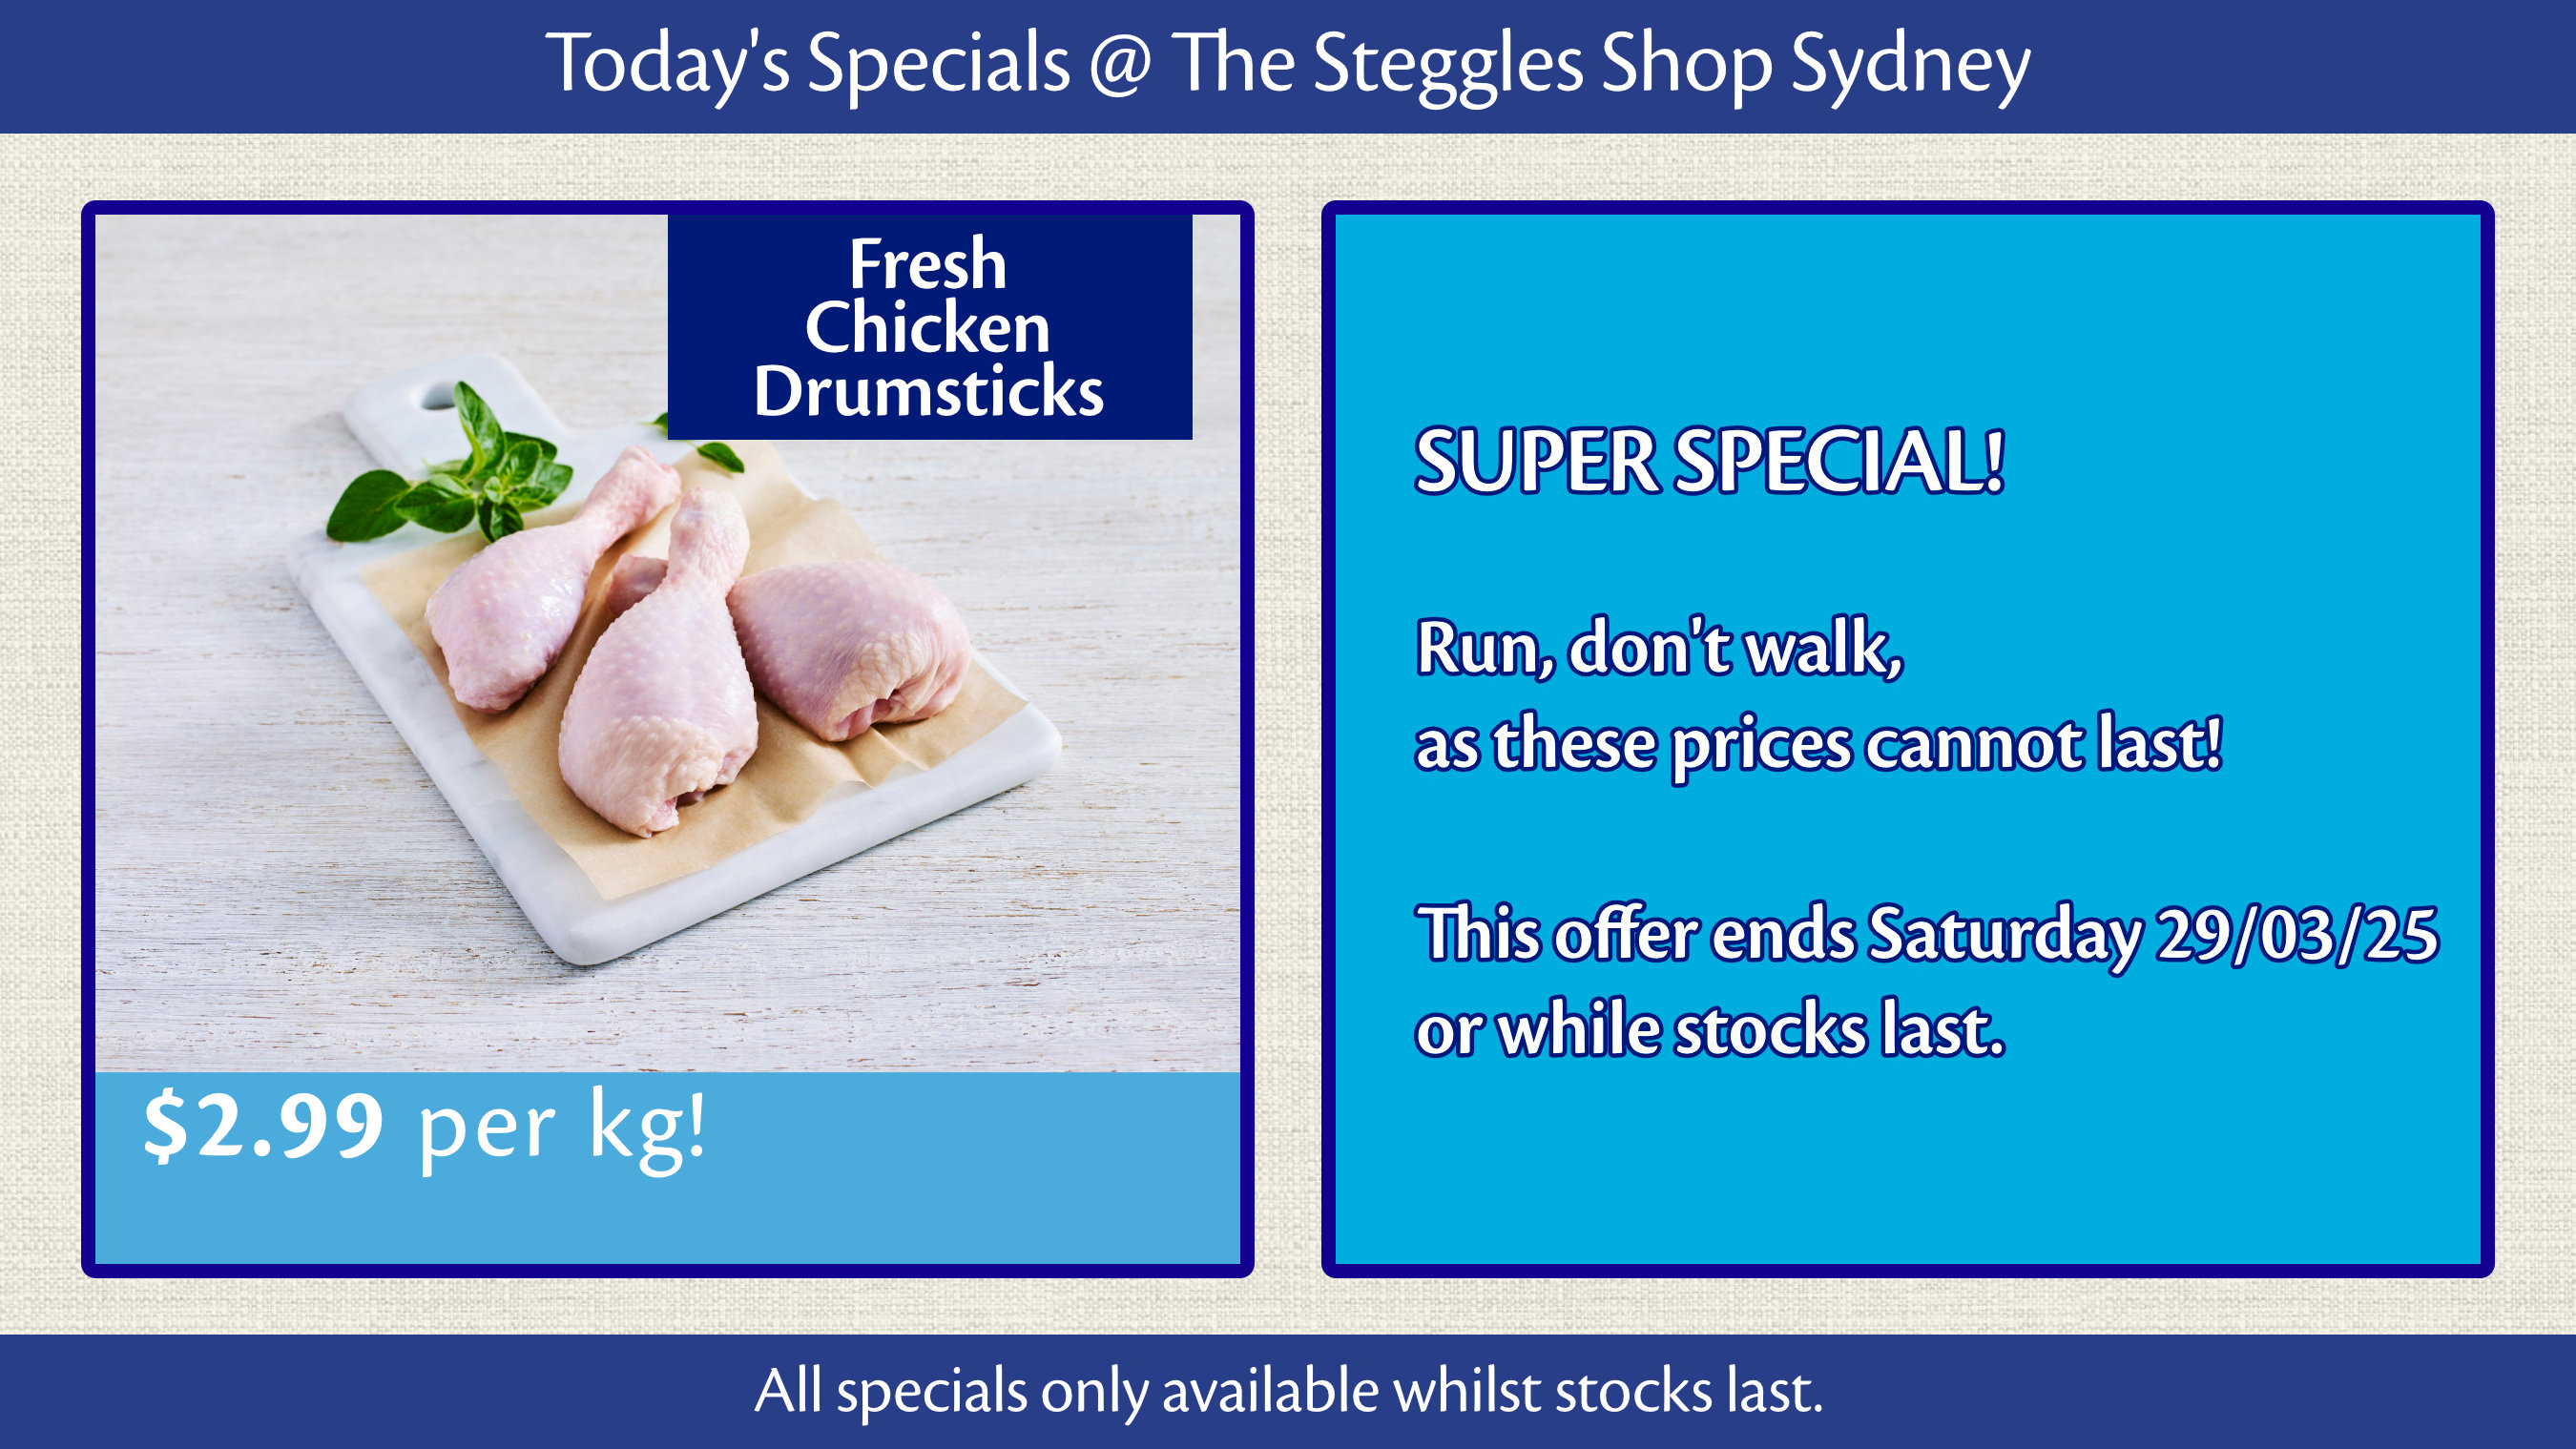 Today's Specials @ The Steggles Shop Sydney
Fresh
Chicken
Drumsticks
$2.99 per kg!
SUPER SPECIAL!
Run, don't walk,
as these prices cannot last!
This offer ends Saturday 29/03/25
or while stocks last.
All specials only available whilst stocks last.